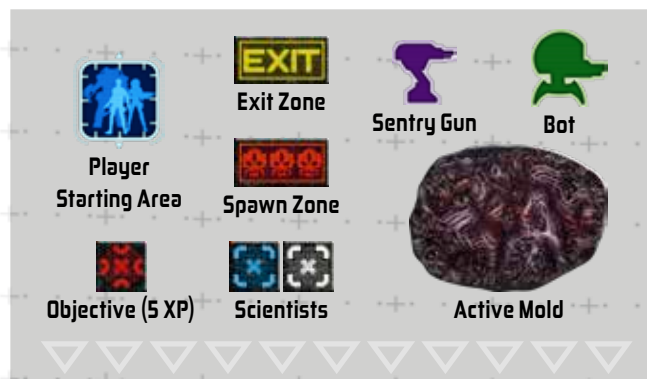 EXIT
Exit Zone
Sentry Gun
Bot
Player
Starting Area
Spawn Zone
Objective (5 XP)
Scientists
Active Mold